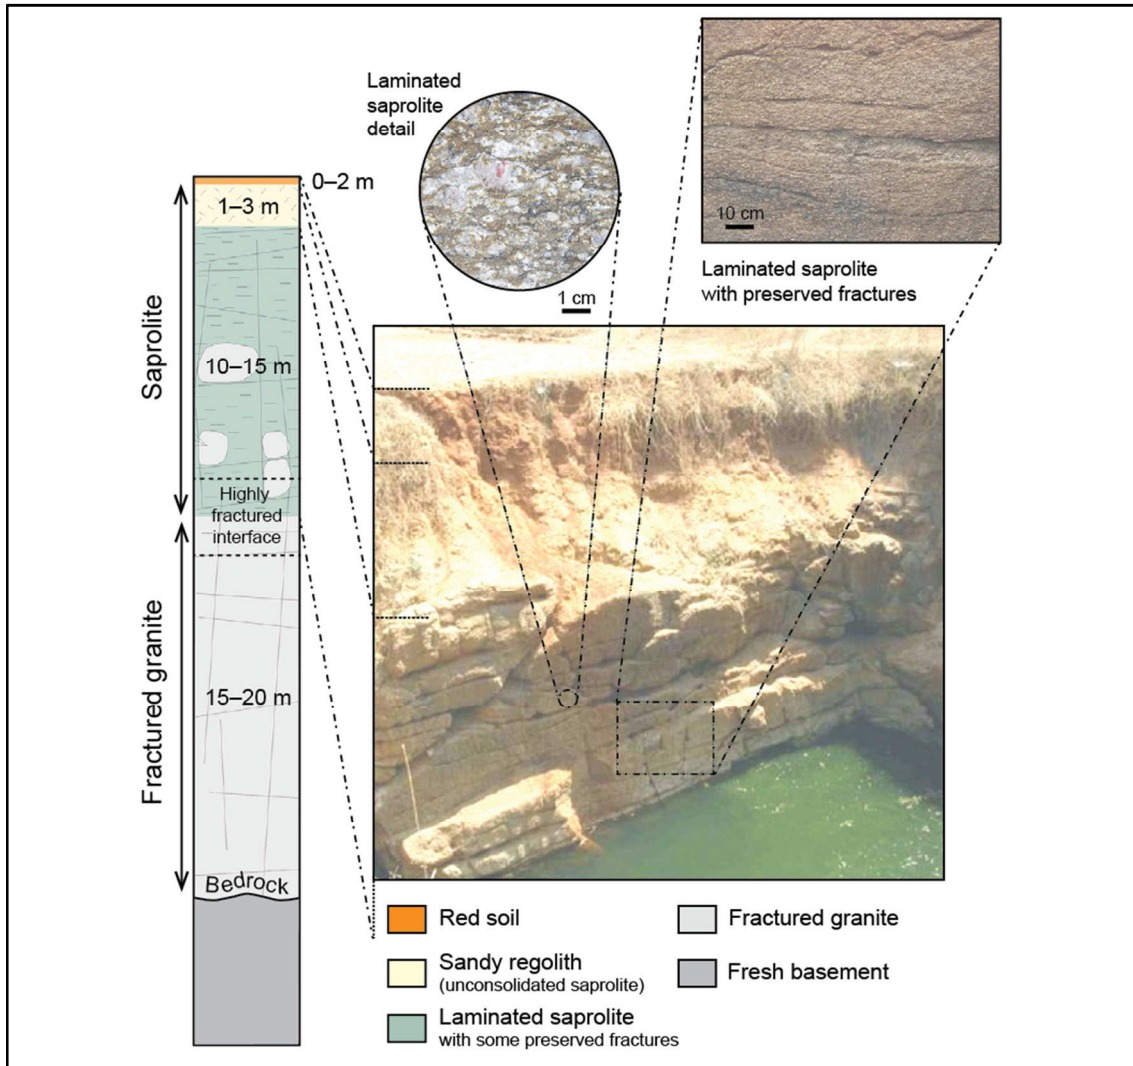 Laminated
saprolite
detail
10 cm
Laminated saprolite
with preserved fractures
1 cm
0–2 m
1–3 m
Saprolite
10–15 m
Highly
fractured
interface
Fractured granite
15–20 m
Bedrock
Red soil
Sandy regolith
(unconsolidated saprolite)
Laminated saprolite
with some preserved fractures
Fractured granite
Fresh basement